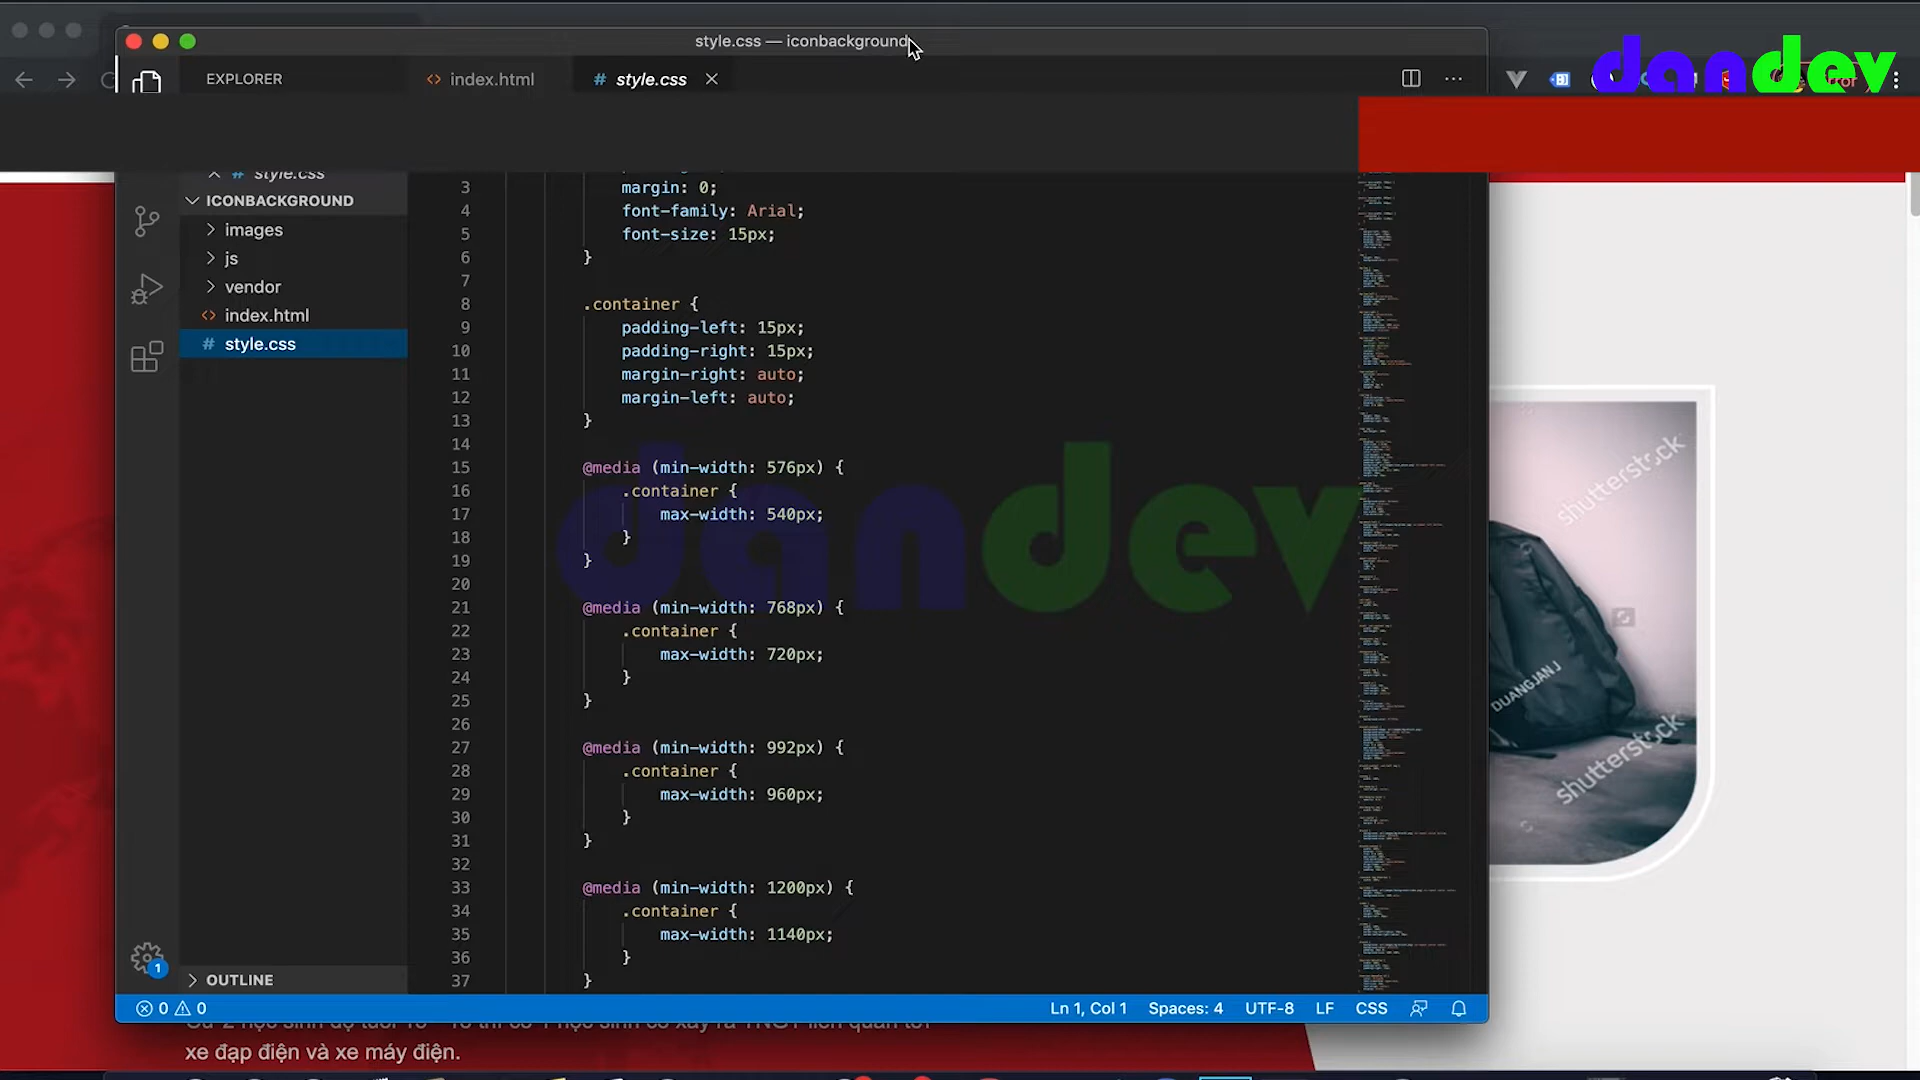 style.css — iconbackground
EXPLORER
index.html
# style.css
dandev
# style.css
ICONBACKGROUND
images
js
vendor
index.html
# style.css
OUTLINE
3 margin: 0;
4 font-family: Arial;
5 font-size: 15px;
6 }
7
8 .container {
9 padding-left: 15px;
10 padding-right: 15px;
11 margin-right: auto;
12 margin-left: auto;
13 }
14
15 @media (min-width: 576px) {
16 .container {
17 max-width: 540px;
18 }
19 }
20
21 @media (min-width: 768px) {
22 .container {
23 max-width: 720px;
24 }
25 }
26
27 @media (min-width: 992px) {
28 .container {
29 max-width: 960px;
30 }
31 }
32
33 @media (min-width: 1200px) {
34 .container {
35 max-width: 1140px;
36 }
37 }
dandev
shutterstock
DUANGJAN J
shutterstock
1
0 0
Ln 1, Col 1 Spaces: 4 UTF-8 LF CSS
xe đạp điện và xe máy điện.